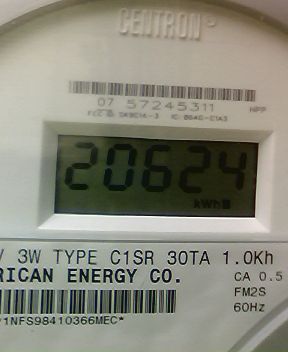 CENTRON®
07 57245311
HPP
20624
kWh
V 3W TYPE C1SR 30TA 1.0Kh
RICAN ENERGY CO.
CA 0.5
FM2S
60Hz
*1NFS98410366MEC*